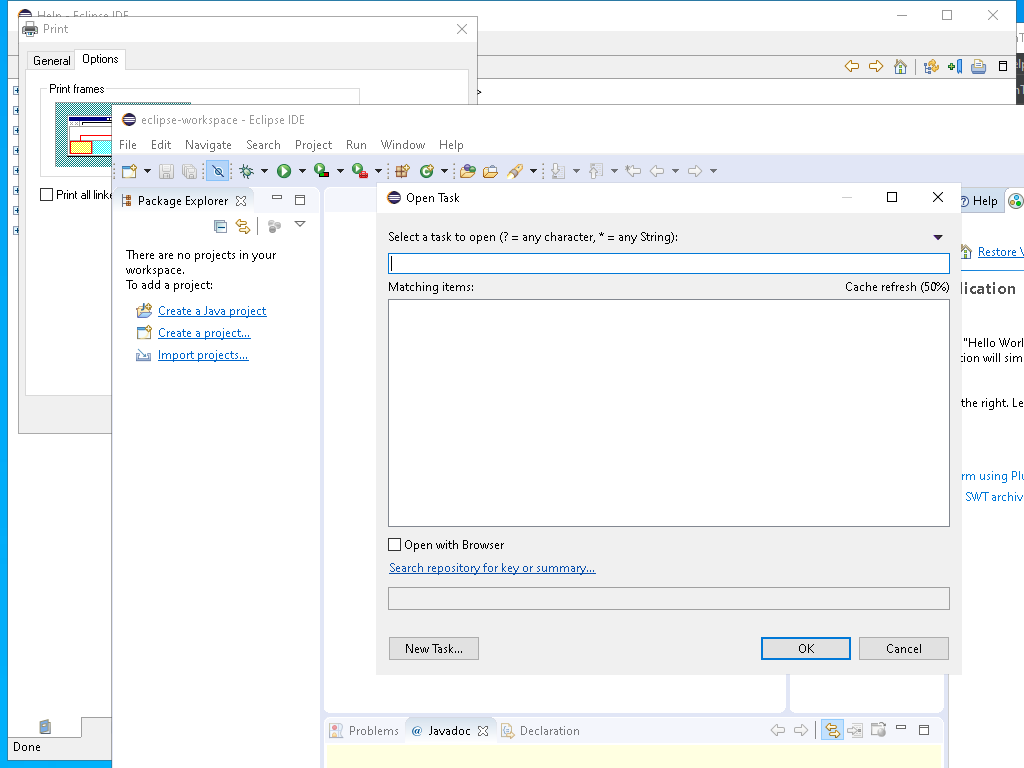 Help - Eclipse IDE
Print
General
Options
Print frames
Print all linke
Done
eclipse-workspace - Eclipse IDE
File Edit Navigate Search Project Run Window Help
Package Explorer
There are no projects in your
workspace.
To add a project:
Create a Java project
Create a project...
Import projects...
Open Task
Select a task to open (? = any character, * = any String):
Matching items:
Cache refresh (50%)
Open with Browser
Search repository for key or summary...
New Task...
OK
Cancel
Help
Restore
lication
"Hello Worl
tion will sim
the right. Le
rm using Plu
SWT archiv
Problems
@ Javadoc
Declaration